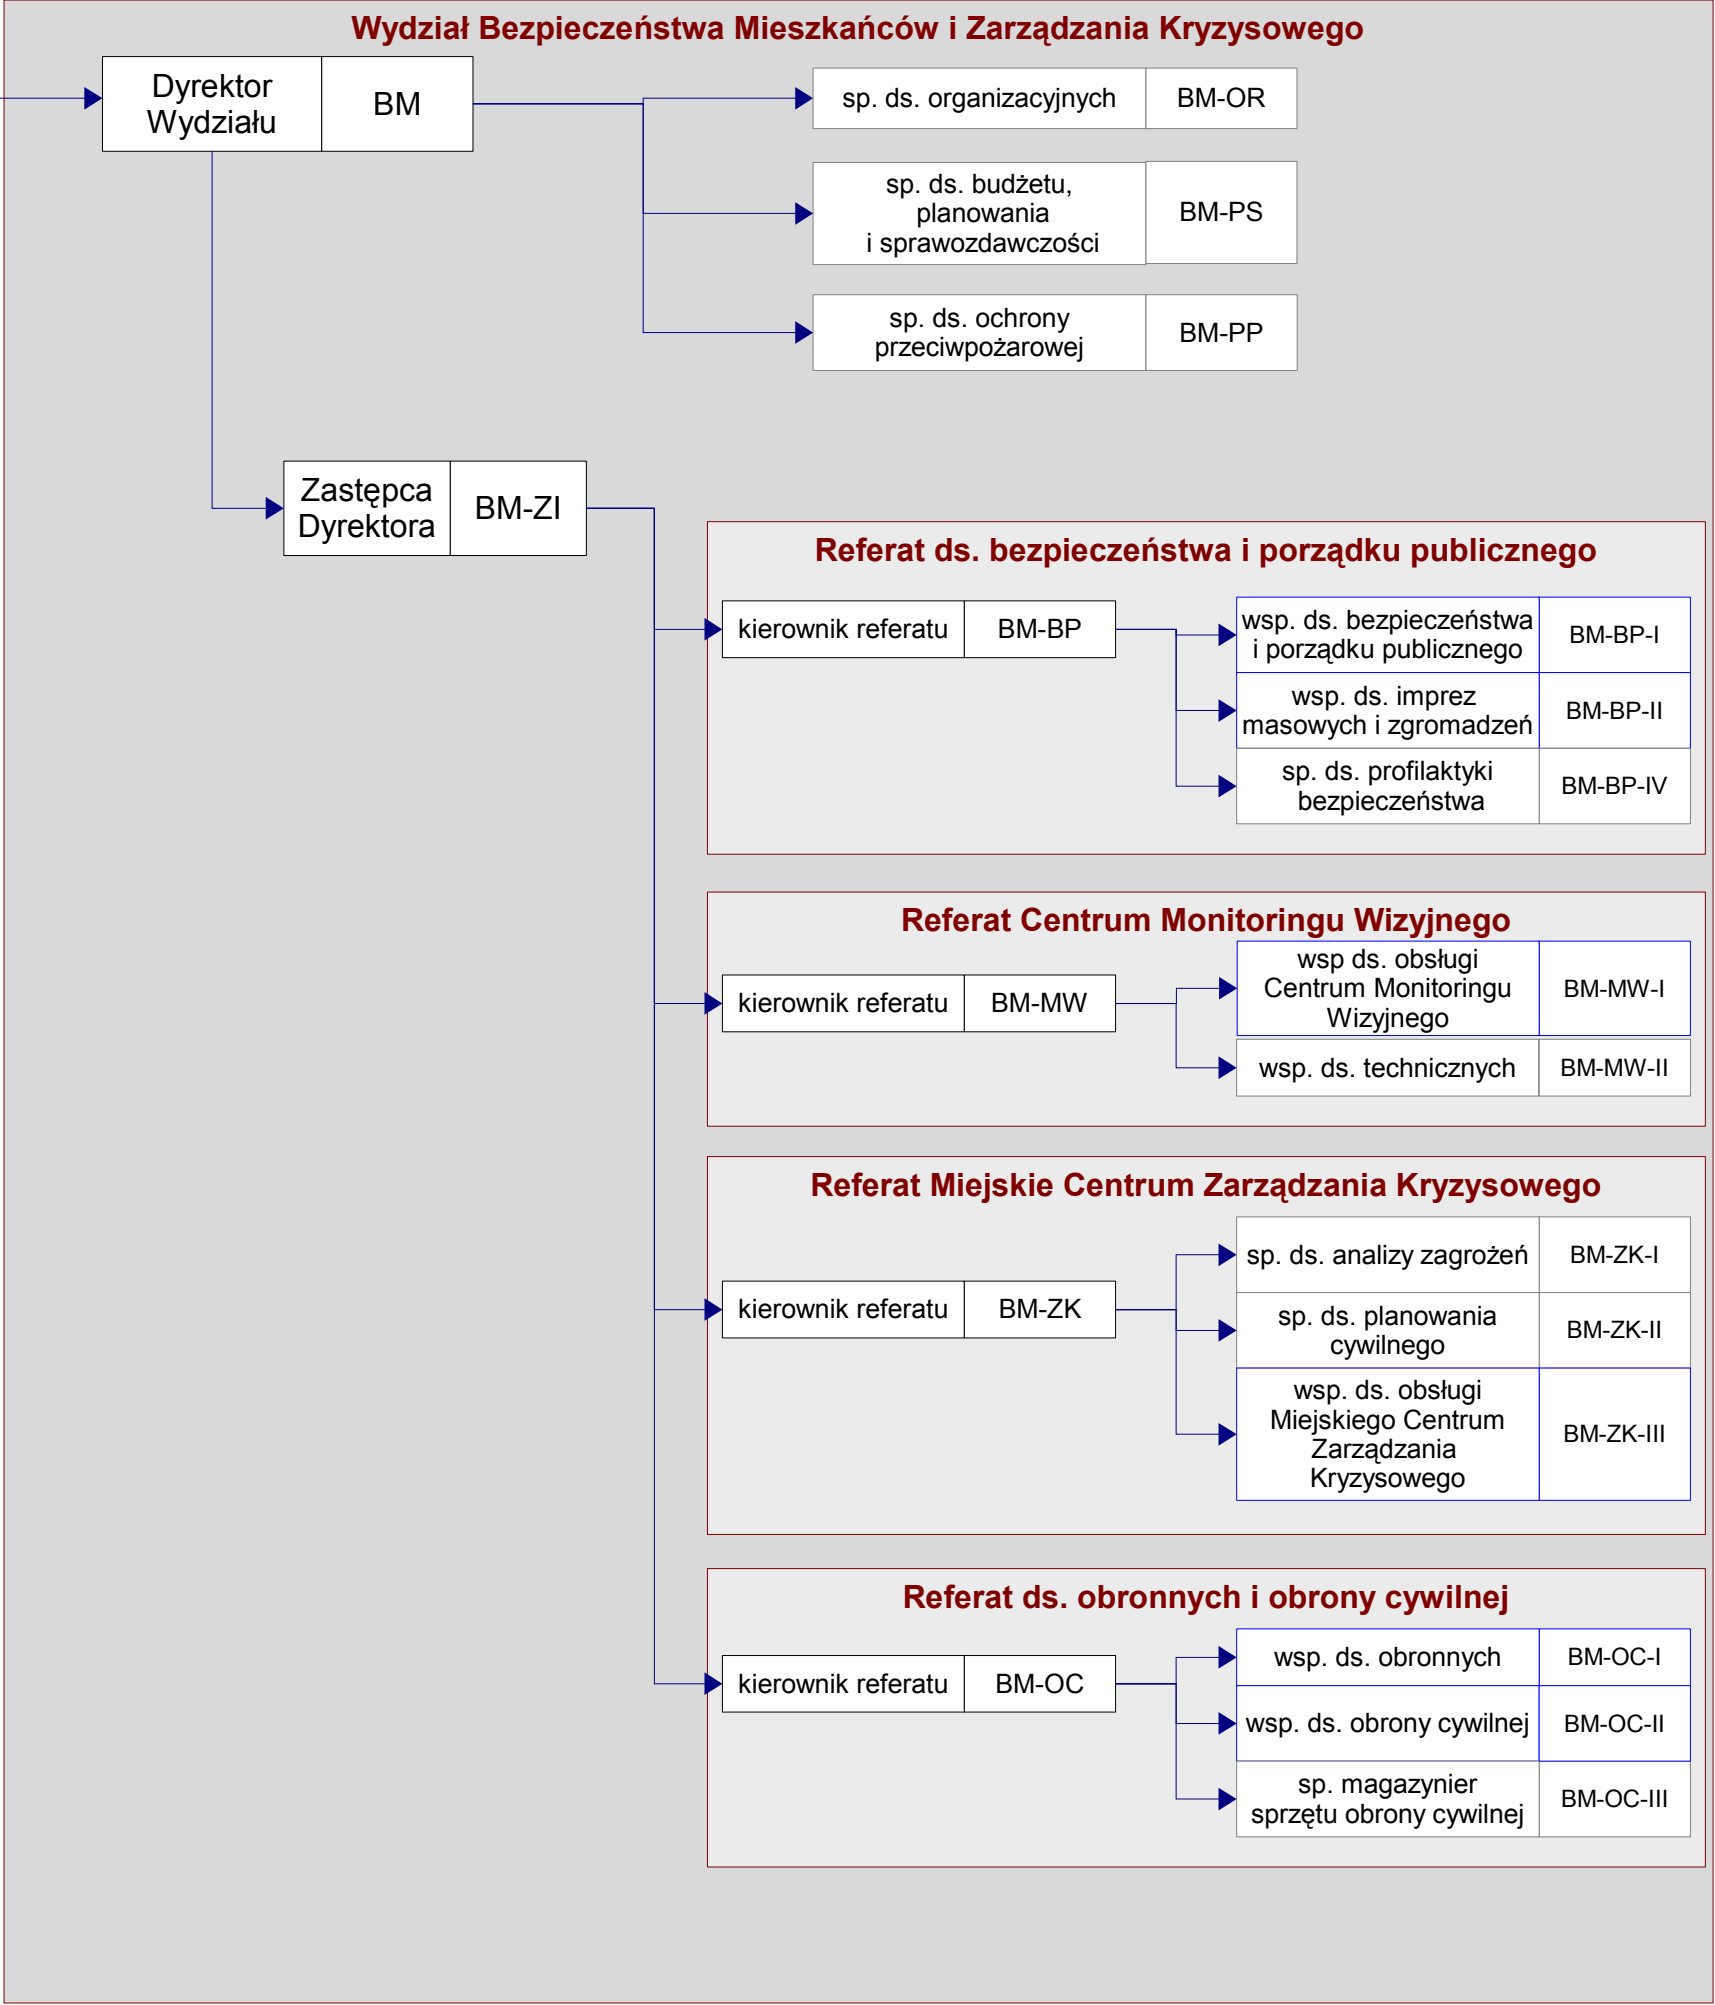 Wydział Bezpieczeństwa Mieszkańców i Zarządzania Kryzysowego
Dyrektor
Wydziału
BM
sp. ds. organizacyjnych
BM-OR
sp. ds. budżetu,
planowania
i sprawozdawczości
BM-PS
sp. ds. ochrony
przeciwpożarowej
BM-PP
Zastępca
Dyrektora
BM-ZI
Referat ds. bezpieczeństwa i porządku publicznego
kierownik referatu
BM-BP
wsp. ds. bezpieczeństwa
i porządku publicznego
BM-BP-I
wsp. ds. imprez
masowych i zgromadzeń
BM-BP-II
sp. ds. profilaktyki
bezpieczeństwa
BM-BP-IV
Referat Centrum Monitoringu Wizyjnego
kierownik referatu
BM-MW
wsp ds. obsługi
Centrum Monitoringu
Wizyjnego
BM-MW-I
wsp. ds. technicznych
BM-MW-II
Referat Miejskie Centrum Zarządzania Kryzysowego
kierownik referatu
BM-ZK
sp. ds. analizy zagrożeń
BM-ZK-I
sp. ds. planowania
cywilnego
BM-ZK-II
wsp. ds. obsługi
Miejskiego Centrum
Zarządzania
Kryzysowego
BM-ZK-III
Referat ds. obronnych i obrony cywilnej
kierownik referatu
BM-OC
wsp. ds. obronnych
BM-OC-I
wsp. ds. obrony cywilnej
BM-OC-II
sp. magazynier
sprzętu obrony cywilnej
BM-OC-III